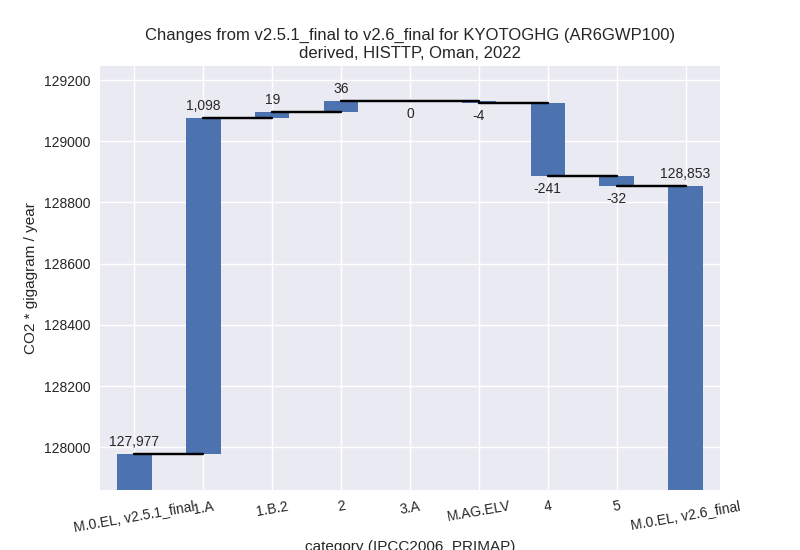 Changes from v2.5.1_final to v2.6_final for KYOTOGHG (AR6GWP100)
derived, HISTTP, Oman, 2022
CO2 * gigagram / year
129200
129000
128800
128600
128400
128200
128000
127,977
1,098
19
36
0
-4
-241
-32
128,853
M.0.EL, v2.5.1_final
1.A
1.B.2
2
3.A
M.AG.ELV
4
5
M.0.EL, v2.6_final
category (IPCC2006_PRIMAP)